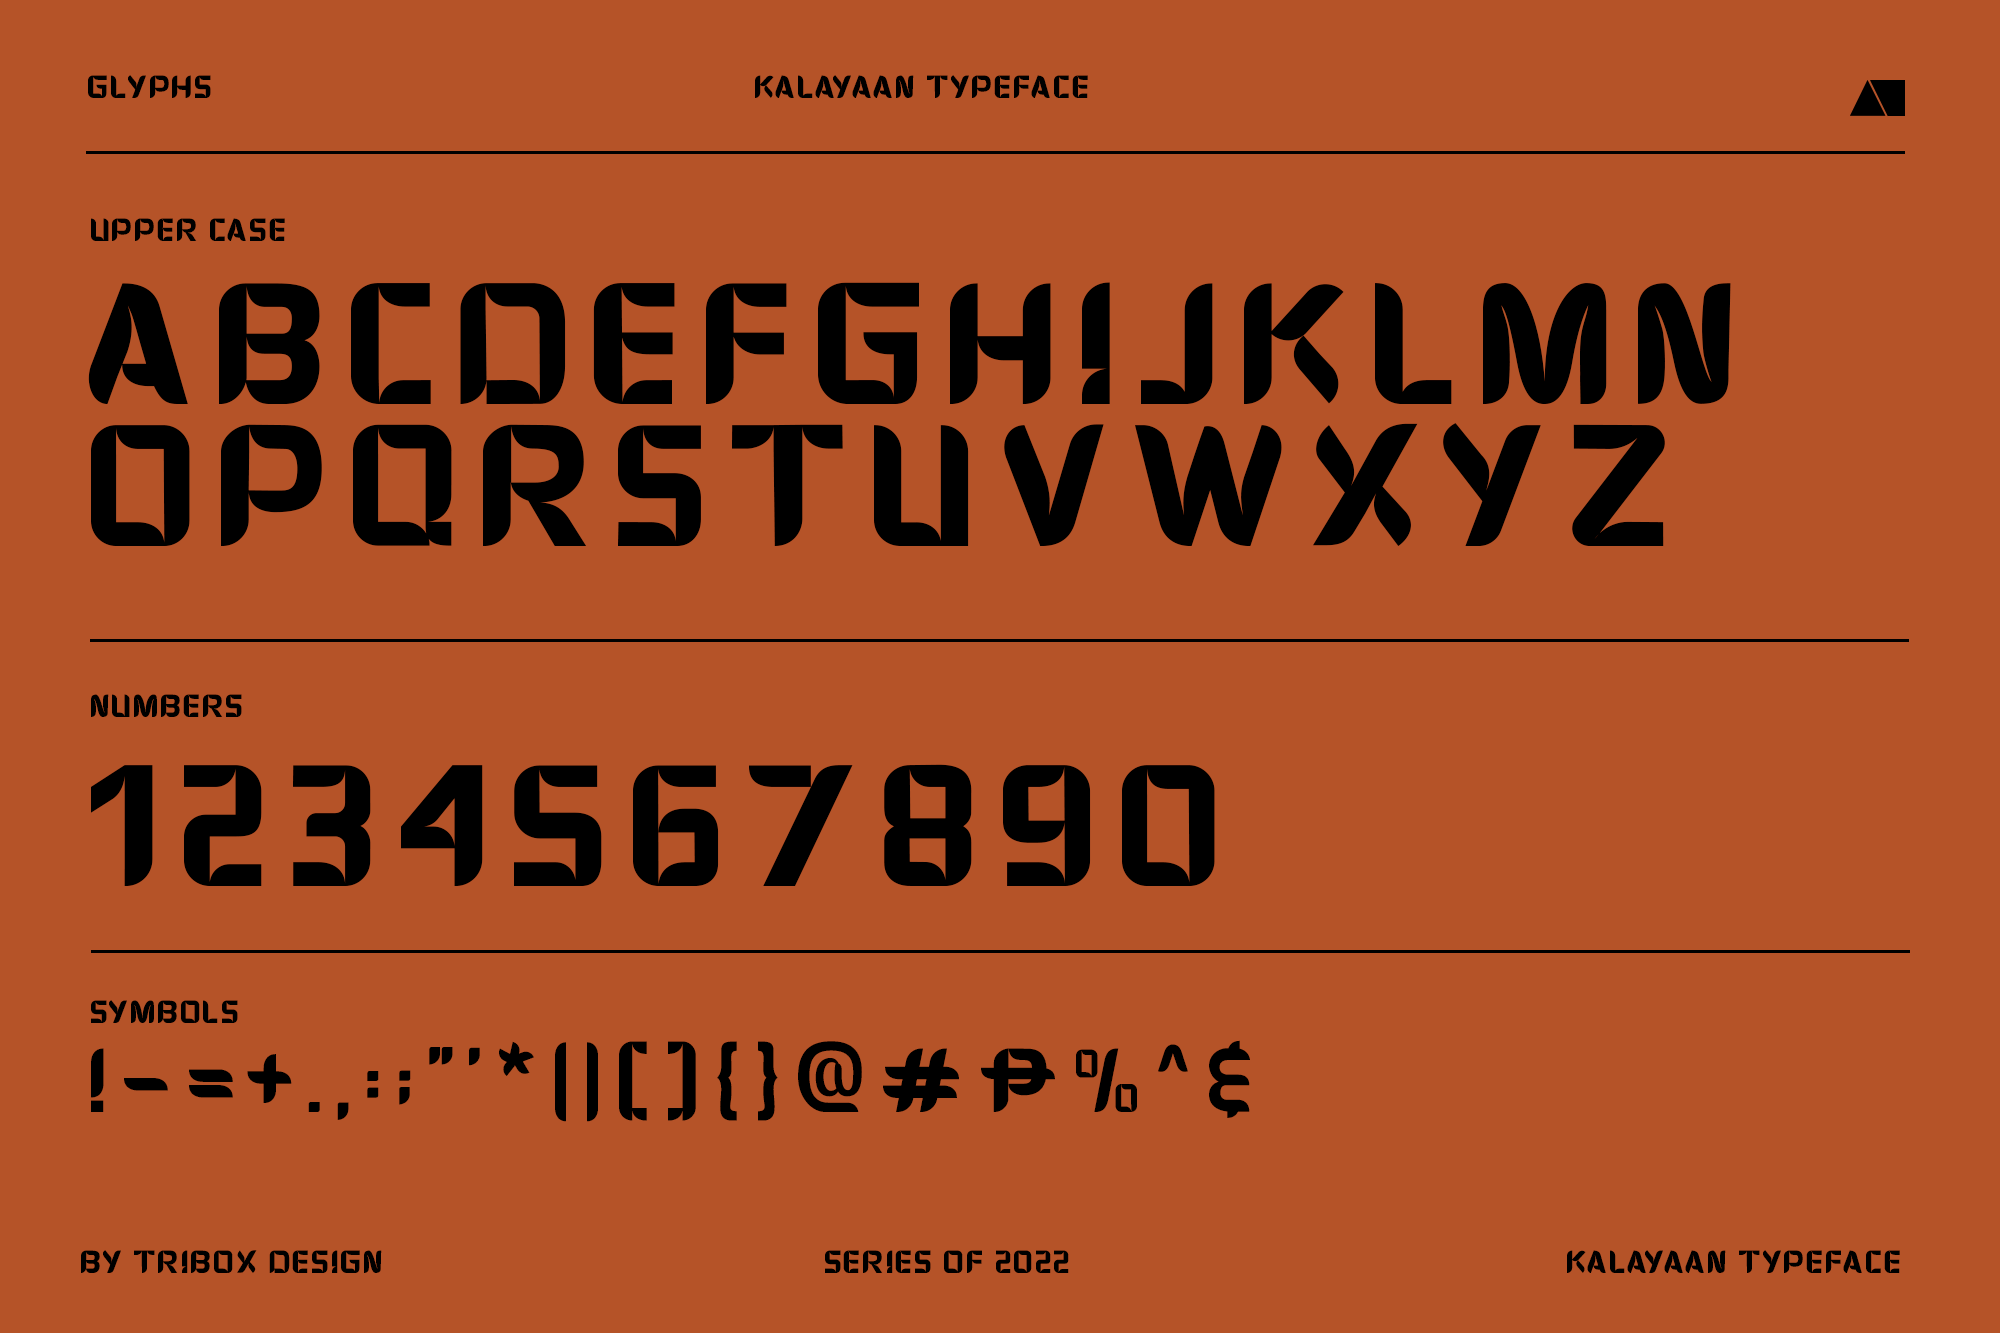 GLYPHS
KALAYAAN TYPEFACE
UPPER CASE
ABCDEFGHIJKLMN
OPQRSTUVWXYZ
NUMBERS
1234567890
SYMBOLS
!-=+.,:;"'*||[]{}@#₱%^ξ
BY TRIBOX DESIGN
SERIES OF 2022
KALAYAAN TYPEFACE